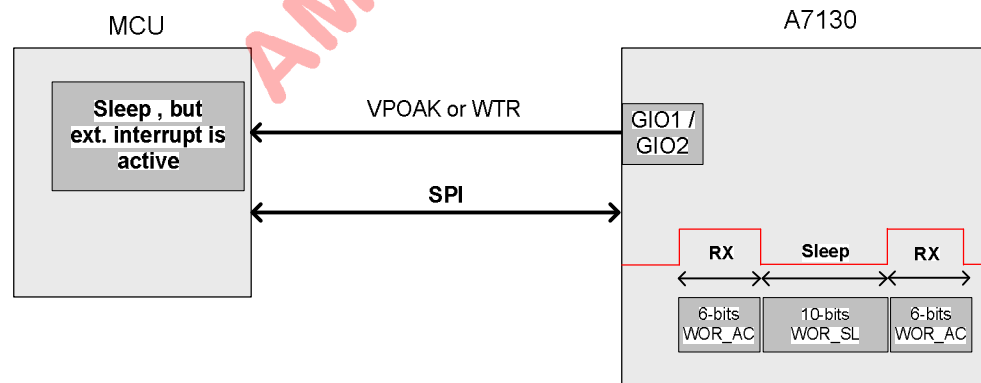 MCU
A7130
AM
Sleep , but
ext. interrupt is
active
VPOAK or WTR
GIO1 /
GIO2
SPI
RX
Sleep
RX
6-bits
WOR_AC
10-bits
WOR_SL
6-bits
WOR_AC